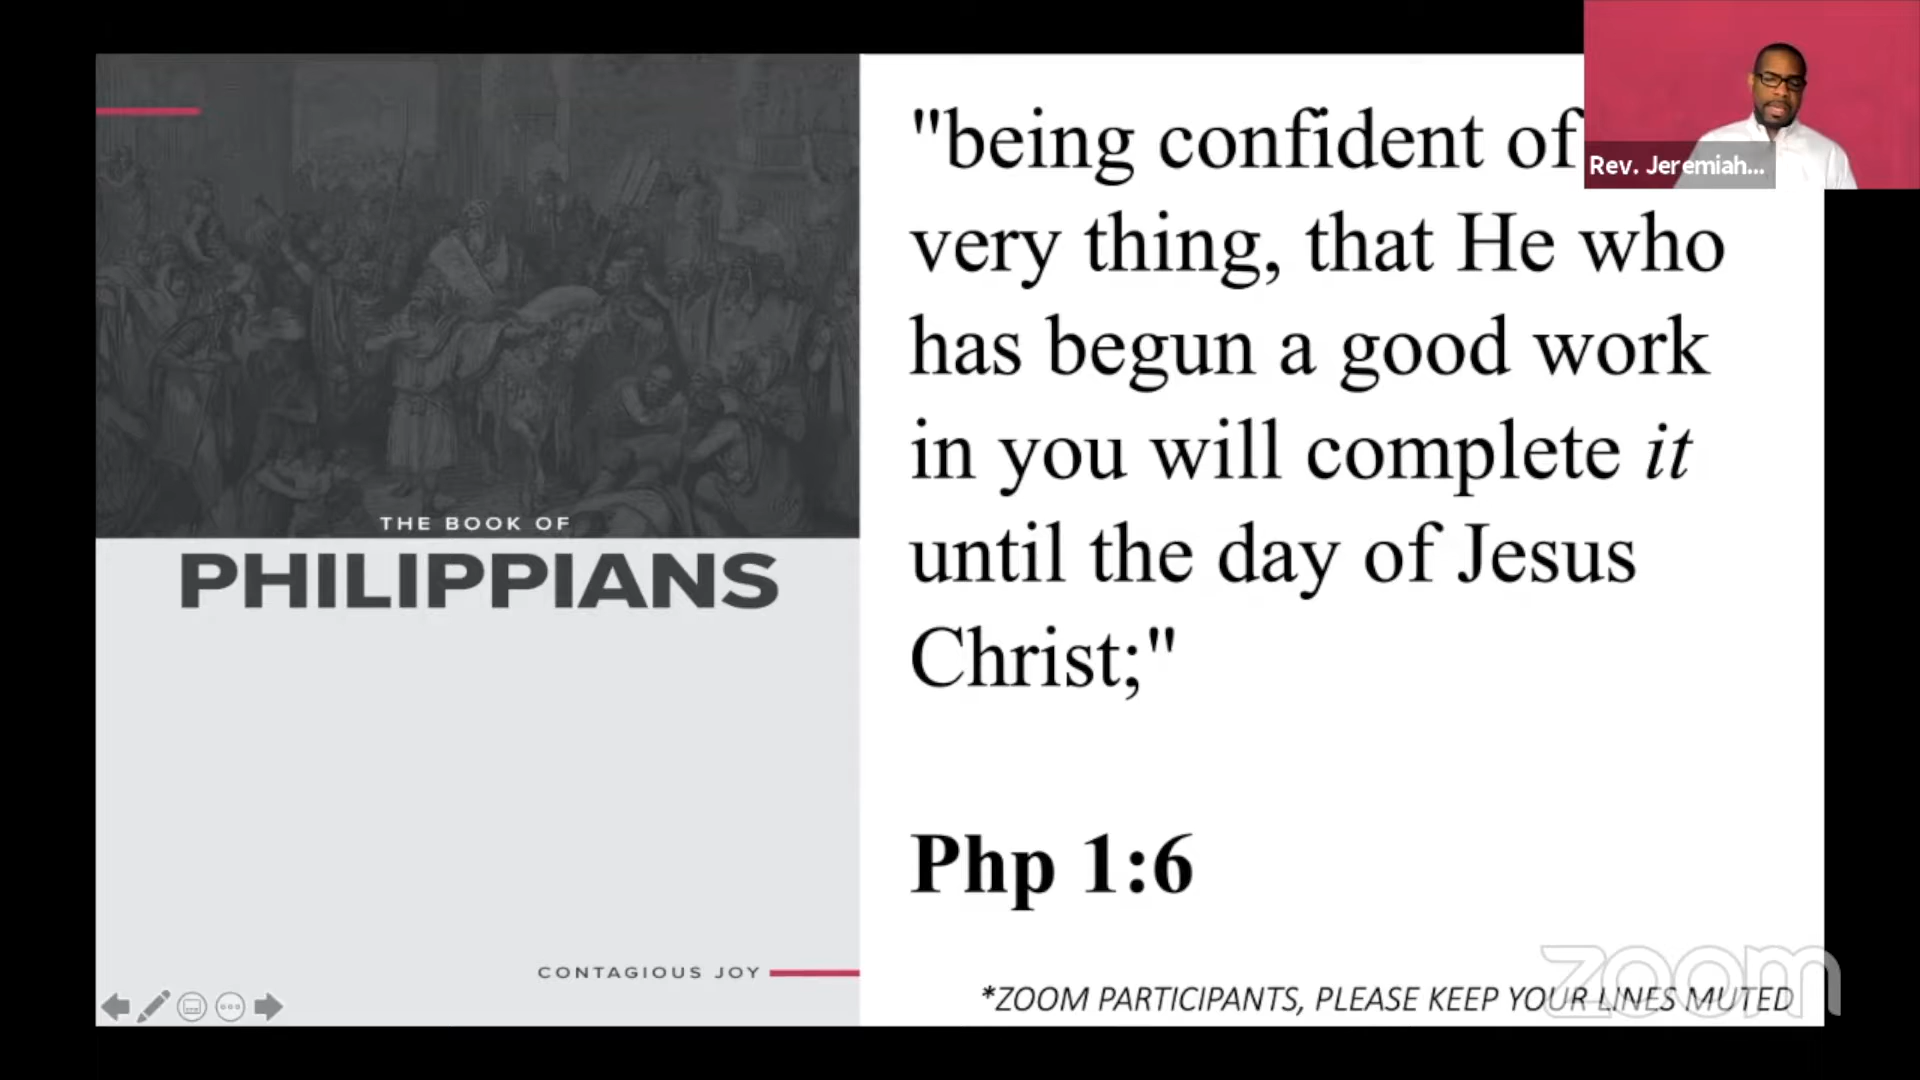 THE BOOK OF
PHILIPPIANS
CONTAGIOUS JOY
"being confident of
very thing, that He who
has begun a good work
in you will complete it
until the day of Jesus
Christ;"
Php 1:6
*ZOOM PARTICIPANTS, PLEASE KEEP YOUR LINES MUTED
Rev. Jeremiah...
zoom